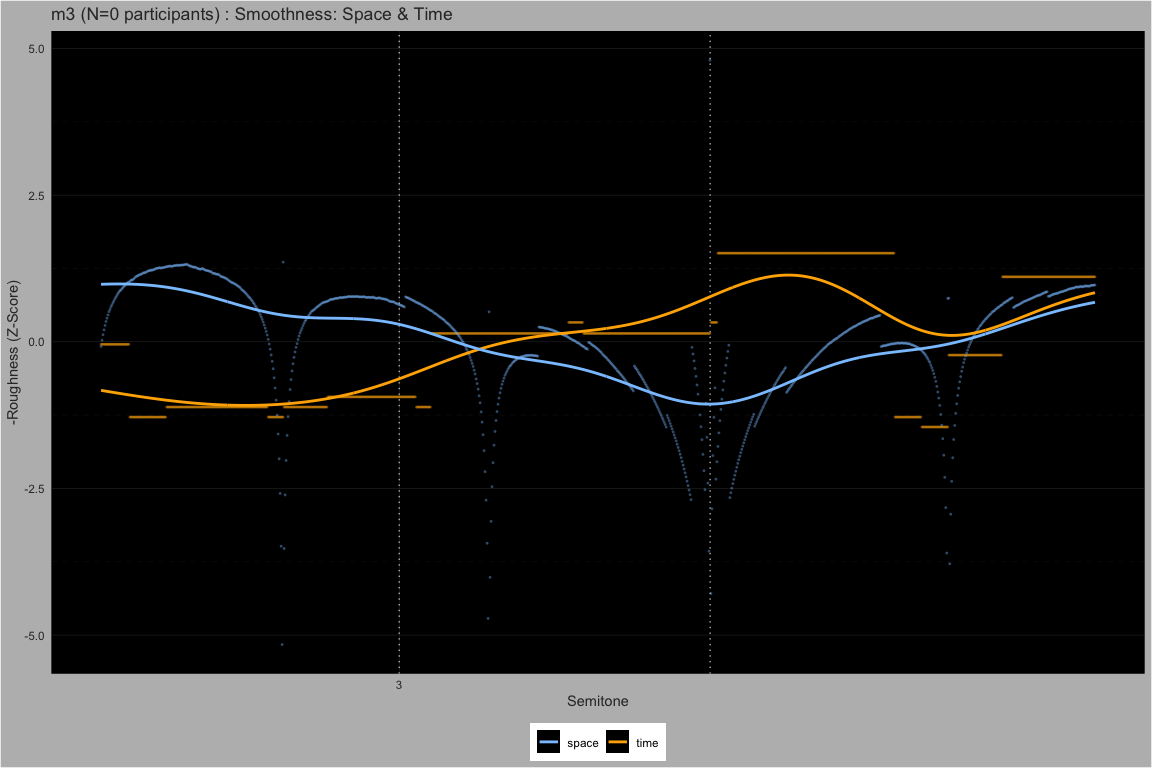 m3 (N=0 participants) : Smoothness: Space & Time
-Roughness (Z-Score)
5.0
2.5
0.0
-2.5
-5.0
3
Semitone
space
time